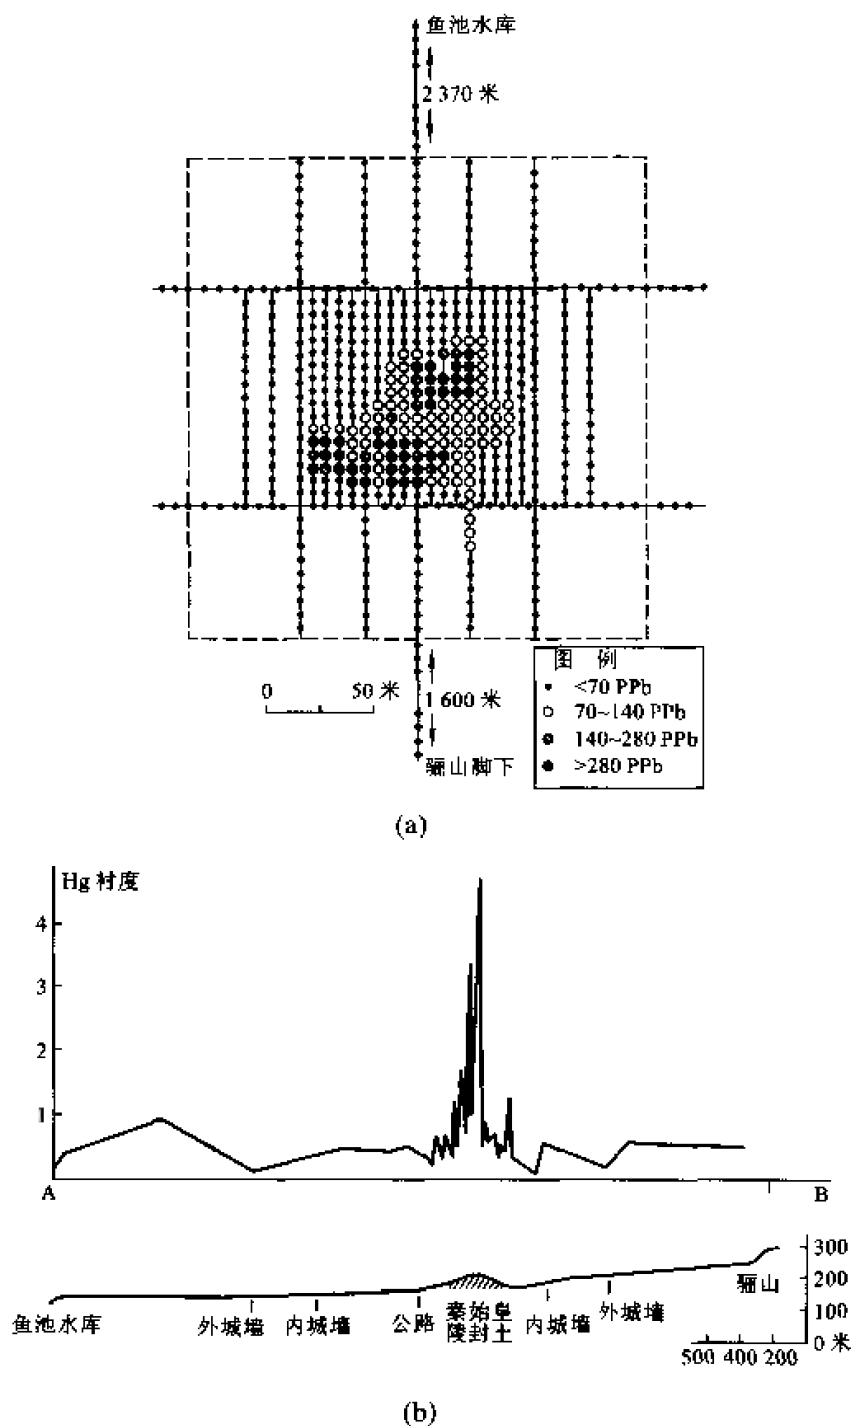 鱼池水库
2 370 米
0 50 米
1 600 米
骊山脚下
图 例
<70 PPb
70~140 PPb
140~280 PPb
>280 PPb
(a)
Hg 衬度
4
3
2
1
A
B
300
200
100
0 米
骊山
鱼池水库
外城墙
内城墙
公路
秦始皇
陵封土
内城墙
外城墙
500 400 200
(b)